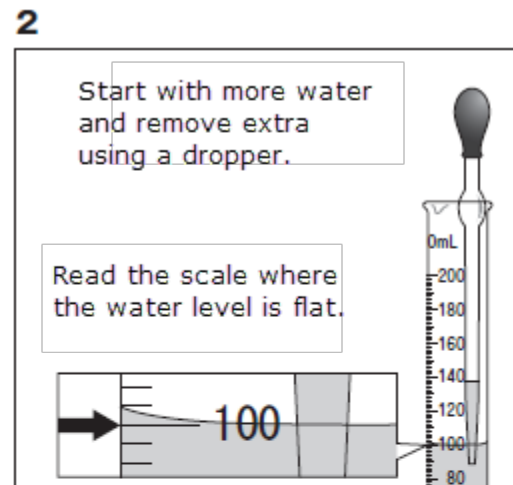 2
Start with more water
and remove extra
using a dropper.
0mL
200
180
160
140
120
100
80
Read the scale where
the water level is flat.
100